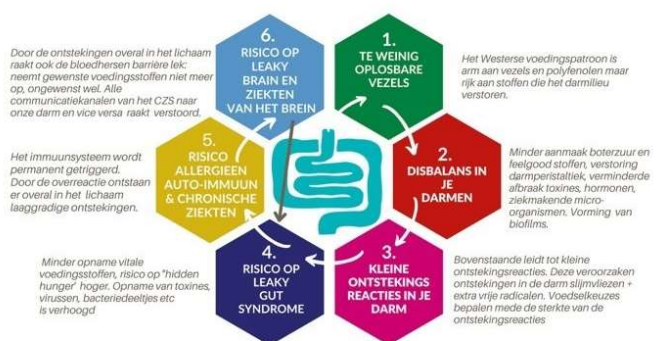 1.
TE WEINIG
OPLOSBARE
VEZELS
Het Westerse voedingspatroon is
arm aan vezels en polyfenolen maar
rijk aan stoffen die het darmilieu
verstoren.
2.
DISBALANS IN
JE
DARMEN
Minder aanmaak boterzuur en
feelgood stoffen, verstoring
darmperistaltiek, verminderde
afbraak toxines, hormonen,
ziekmakende micro-
organismen. Vorming van
biofilms.
3.
KLEINE
ONTSTEKINGS
REACTIES IN JE
DARM
Bovenstaande leidt tot kleine
ontstekingsreacties. Deze veroorzaken
ontstekingen in de darm slijmvliezen +
extra vrije radicalen. Voedselkeuzes
bepalen mede de sterkte van de
ontstekingsreacties
4.
RISICO OP
LEAKY
GUT
SYNDROME
Minder opname vitale
voedingsstoffen, risico op "hidden
hunger' hoger. Opname van toxines,
virussen, bacteriedeeltjes etc
is verhoogd
5.
RISICO
ALLERGIEEN
AUTO-IMMUUN
& CHRONISCHE
ZIEKTEN
Het immuunsysteem wordt
permanent getriggerd.
Door de overreactie ontstaan
er overal in het lichaam
laaggradige ontstekingen.
6.
RISICO OP
LEAKY
BRAIN EN
ZIEKTEN
VAN HET BREIN
Door de ontstekingen overal in het lichaam
raakt ook de bloedhersen barrière lek:
neemt gewenste voedingsstoffen niet meer
op, ongewenst wel. Alle
communicatiekanalen van het CZS naar
onze darm en vice versa raakt verstoord.